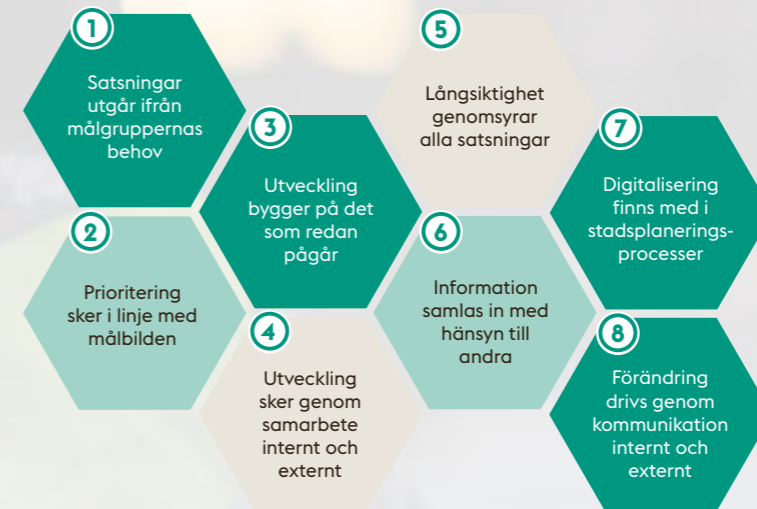 1
Satsningar
utgår ifrån
målgruppernas
behov
2
Prioritering
sker i linje med
målbilden
3
Utveckling
bygger på det
som redan
pågår
4
Utveckling
sker genom
samarbete
internt och
externt
5
Långsiktighet
genomsyrar
alla satsningar
6
Information
samlas in med
hänsyn till
andra
7
Digitalisering
finns med i
stadsplanerings-
processer
8
Förändring
drivs genom
kommunikation
internt och
externt